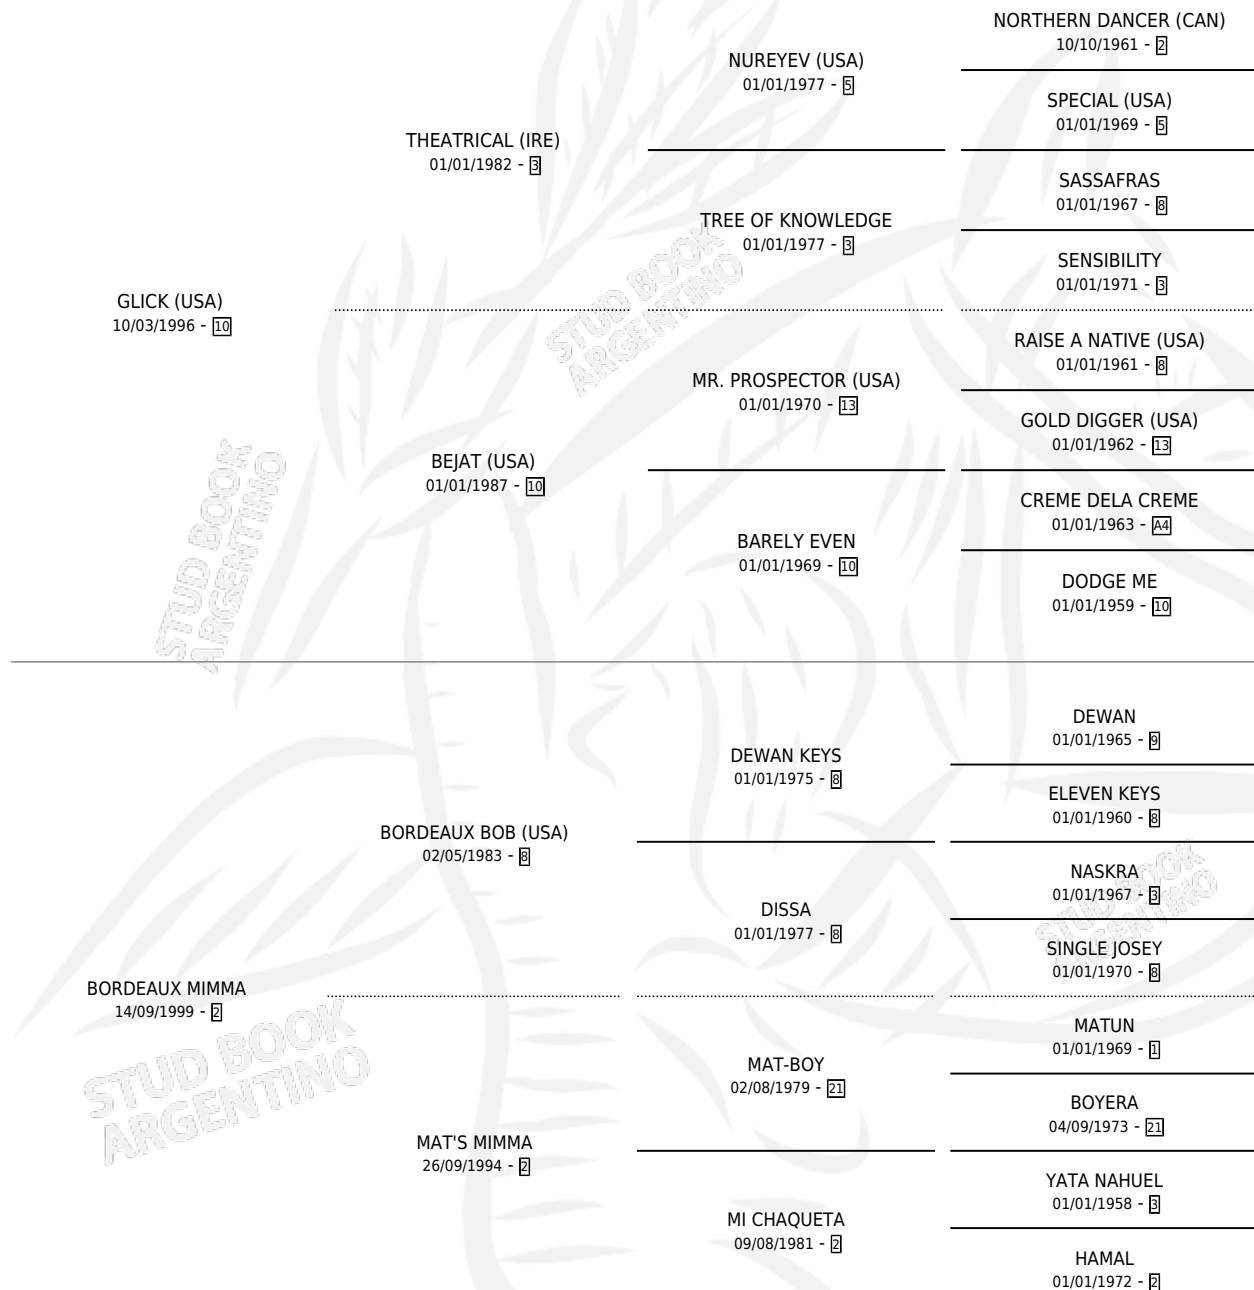 NORTHERN DANCER (CAN)
10/10/1961 - 2
NUREYEV (USA)
01/01/1977 - 5
SPECIAL (USA)
01/01/1969 - 5
THEATRICAL (IRE)
01/01/1982 - 3
SASSAFRAS
01/01/1967 - 8
TREE OF KNOWLEDGE
01/01/1977 - 3
SENSIBILITY
01/01/1971 - 3
GLICK (USA)
10/03/1996 - 10
STUD BOOK
ARGENTINO
RAISE A NATIVE (USA)
01/01/1961 - 8
MR. PROSPECTOR (USA)
01/01/1970 - 13
GOLD DIGGER (USA)
01/01/1962 - 13
BEJAT (USA)
01/01/1987 - 10
CREME DELA CREME
01/01/1963 - A4
BARELY EVEN
01/01/1969 - 10
DODGE ME
01/01/1959 - 10
STUD BOOK
ARGENTINO
DEWAN
01/01/1965 - 9
DEWAN KEYS
01/01/1975 - 8
ELEVEN KEYS
01/01/1960 - 8
BORDEAUX BOB (USA)
02/05/1983 - 8
NASKRA
01/01/1967 - 3
DISSA
01/01/1977 - 8
STUD BOOK
ARGENTINO
SINGLE JOSEY
01/01/1970 - 8
BORDEAUX MIMMA
14/09/1999 - 2
STUD BOOK
ARGENTINO
MATUN
01/01/1969 - 1
MAT-BOY
02/08/1979 - 21
BOYERA
04/09/1973 - 21
MAT'S MIMMA
26/09/1994 - 2
YATA NAHUEL
01/01/1958 - 3
MI CHAQUETA
09/08/1981 - 2
HAMAL
01/01/1972 - 2